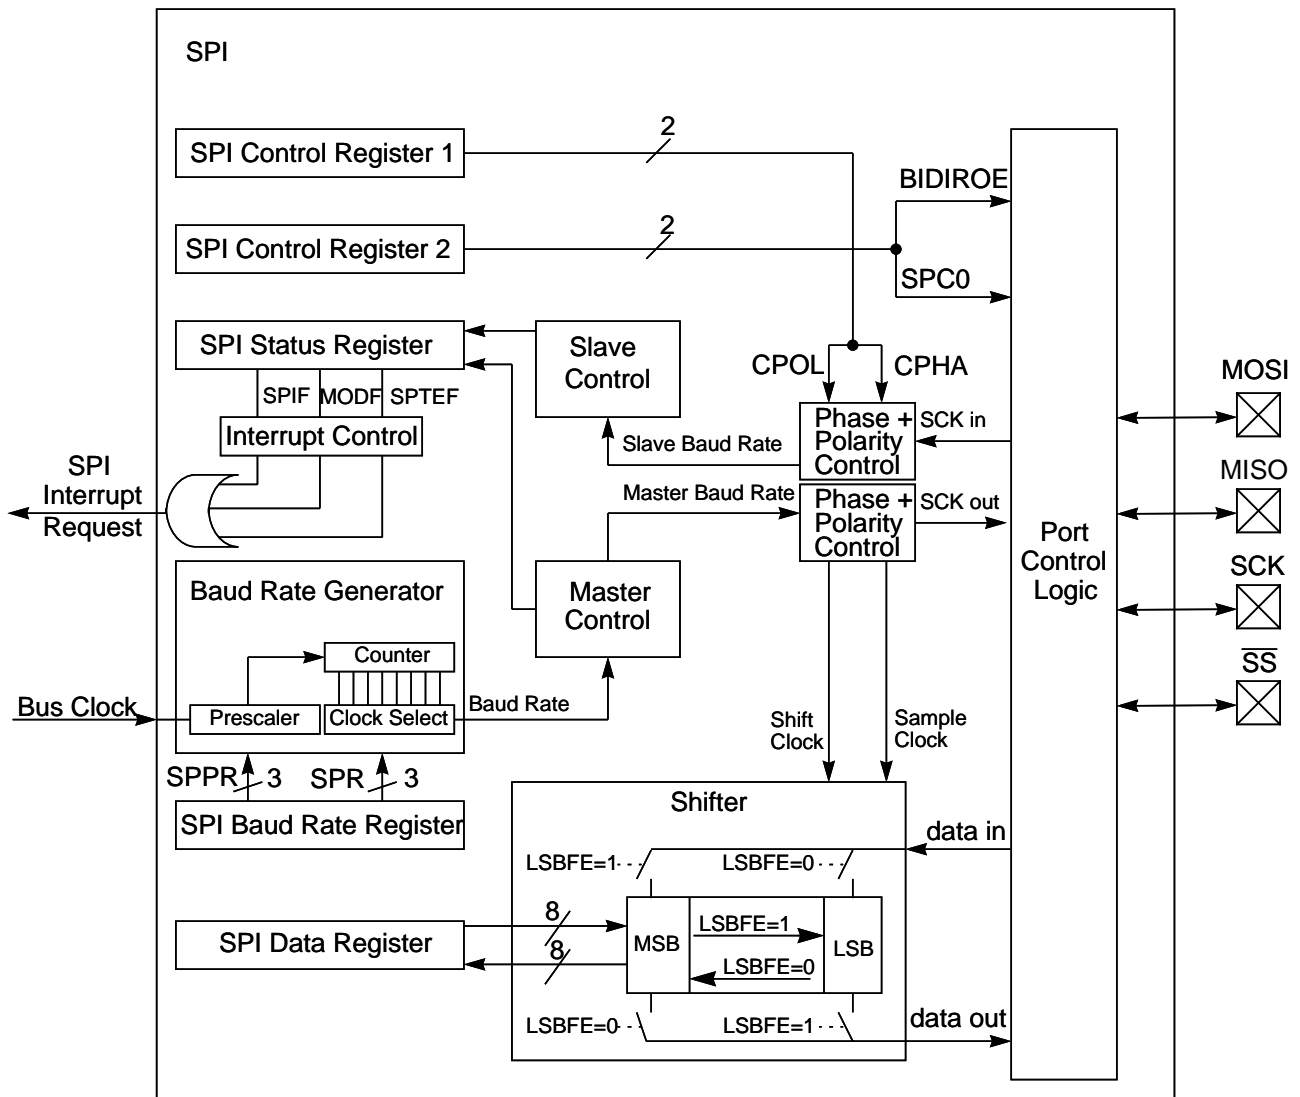 SPI
SPI Control Register 1
2
BIDIROE
SPI Control Register 2
2
SPC0
SPI Status Register
Slave
Control
CPOL
CPHA
MOSI
SPIF
MODF
SPTEF
Interrupt Control
Slave Baud Rate
Phase +
Polarity
Control
SCK in
SPI
Interrupt
Request
MISO
Master Baud Rate
Phase +
Polarity
Control
SCK out
Port
Control
Logic
SCK
Baud Rate Generator
Master
Control
SS
Counter
Bus Clock
Prescaler
Clock Select
Baud Rate
Shift
Clock
Sample
Clock
SPPR
3
SPR
3
SPI Baud Rate Register
Shifter
data in
LSBFE=1
LSBFE=0
SPI Data Register
8
8
MSB
LSBFE=1
LSBFE=0
LSB
LSBFE=0
LSBFE=1
data out